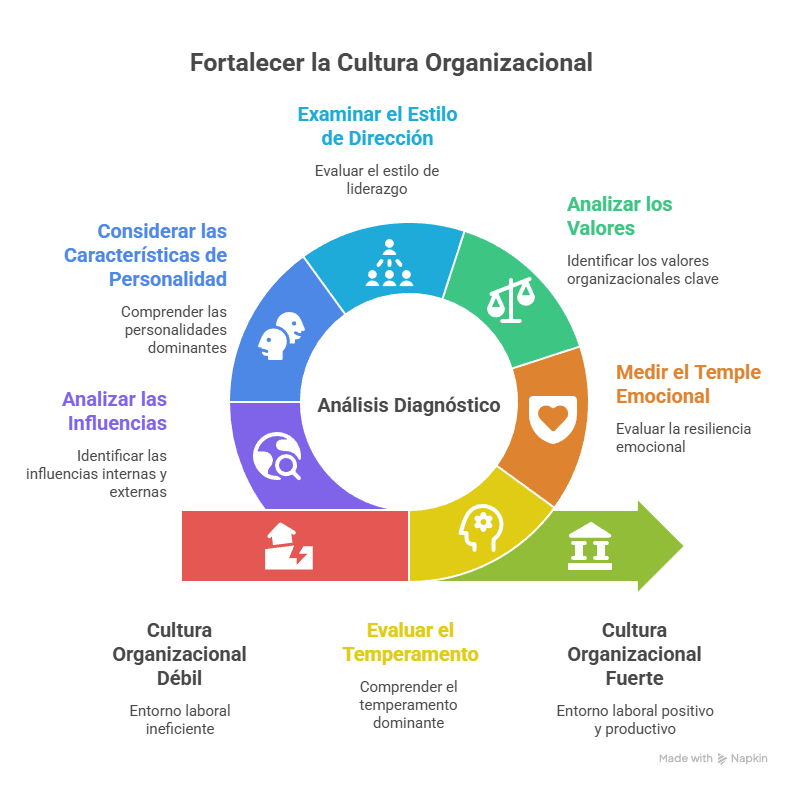 Fortalecer la Cultura Organizacional
Examinar el Estilo
de Dirección
Evaluar el estilo de
liderazgo
Analizar los
Valores
Identificar los valores
organizacionales clave
Considerar las
Características de
Personalidad
Comprender las
personalidades
dominantes
Medir el Temple
Emocional
Evaluar la resiliencia
emocional
Analizar las
Influencias
Identificar las
influencias internas y
externas
Análisis Diagnóstico
Cultura
Organizacional
Débil
Entorno laboral
ineficiente
Evaluar el
Temperamento
Comprender el
temperamento
dominante
Cultura
Organizacional
Fuerte
Entorno laboral positivo
y productivo
Made with Napkin